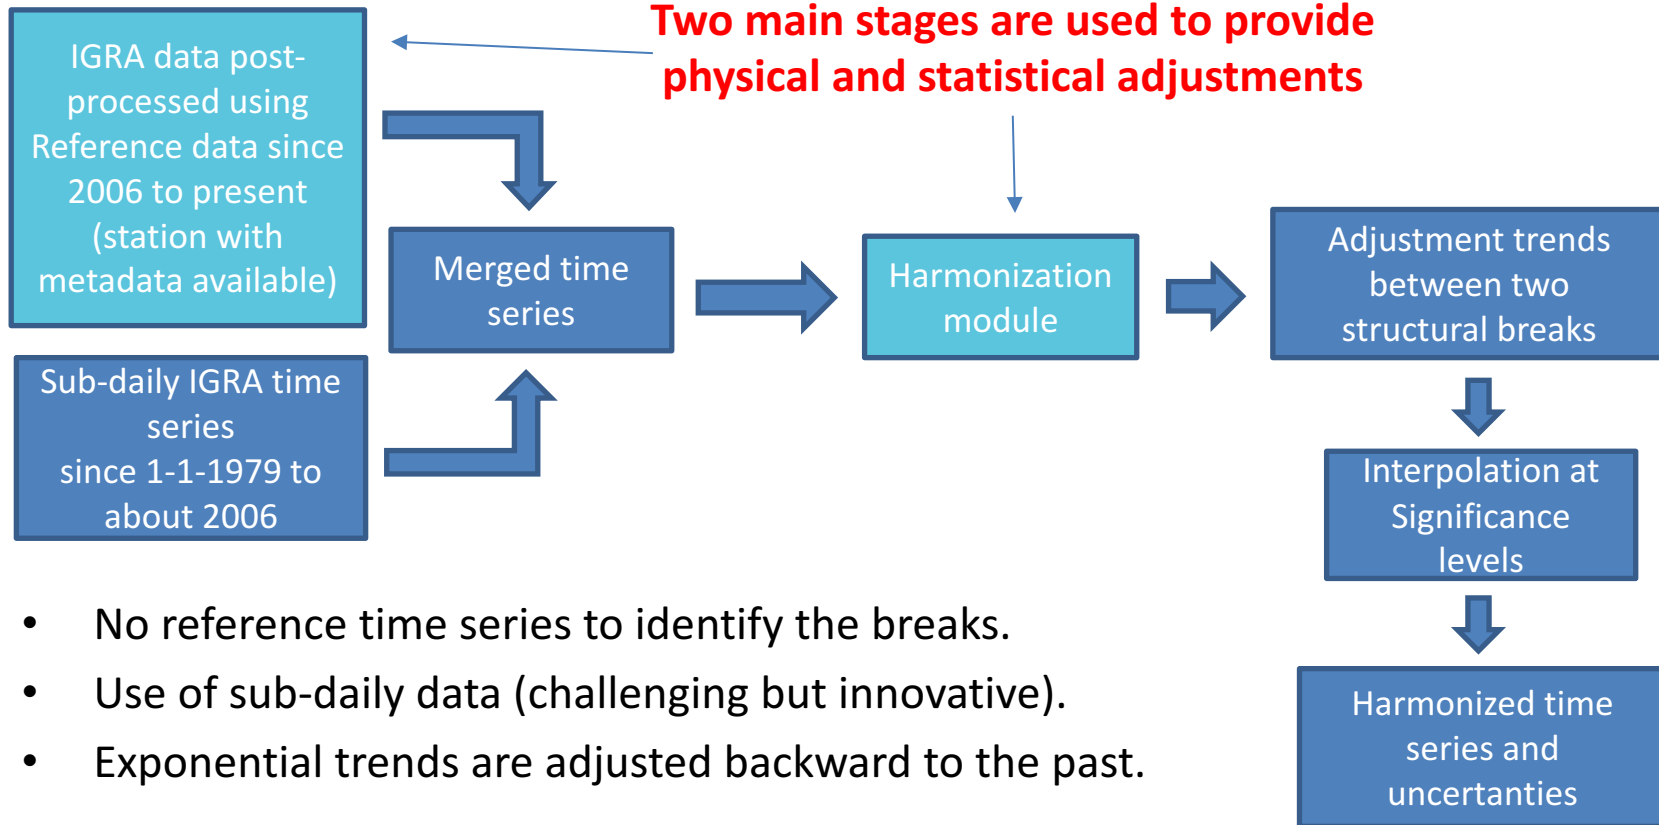 Two main stages are used to provide
physical and statistical adjustments
IGRA data post-
processed using
Reference data since
2006 to present
(station with
metadata available)
Sub-daily IGRA time
series
since 1-1-1979 to
about 2006
Merged time
series
Harmonization
module
Adjustment trends
between two
structural breaks
Interpolation at
Significance
levels
Harmonized time
series and
uncertanties
• No reference time series to identify the breaks.
• Use of sub-daily data (challenging but innovative).
• Exponential trends are adjusted backward to the past.